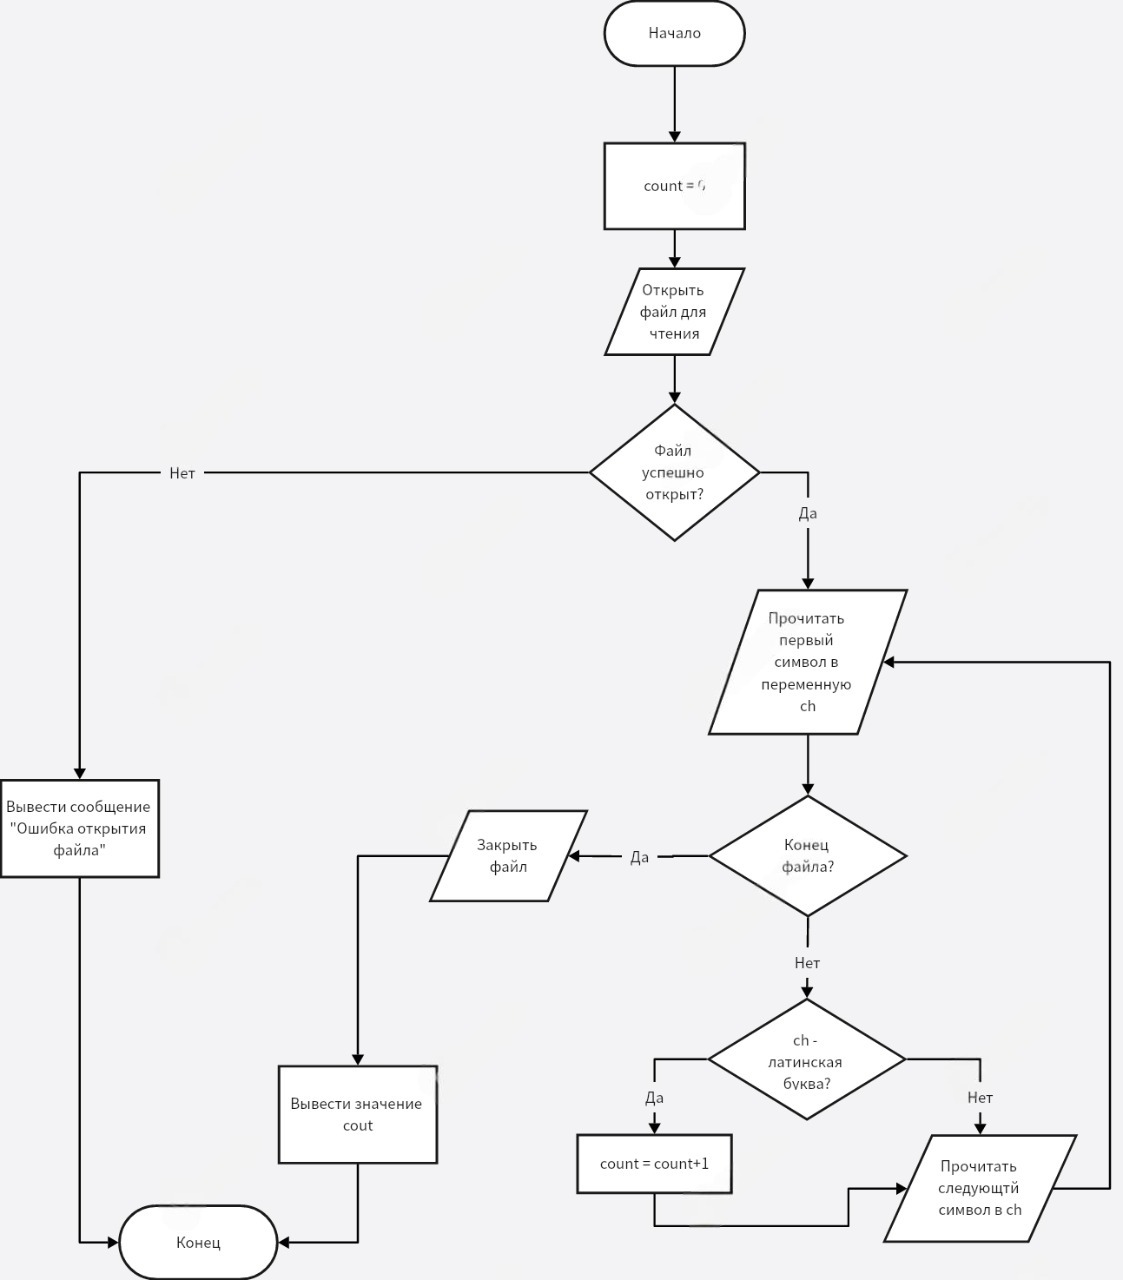 Начало
count =
Открыть
файл для
чтения
Файл
успешно
открыт?
Нет
Да
Прочитать
первый
символ в
переменную
ch
Вывести сообщение
"Ошибка открытия
файла"
Закрыть
файл
Да
Конец
файла?
Нет
ch -
латинская
буква?
Да
Нет
Вывести значение
cout
count = count+1
Прочитать
следующтй
символ в ch
Конец